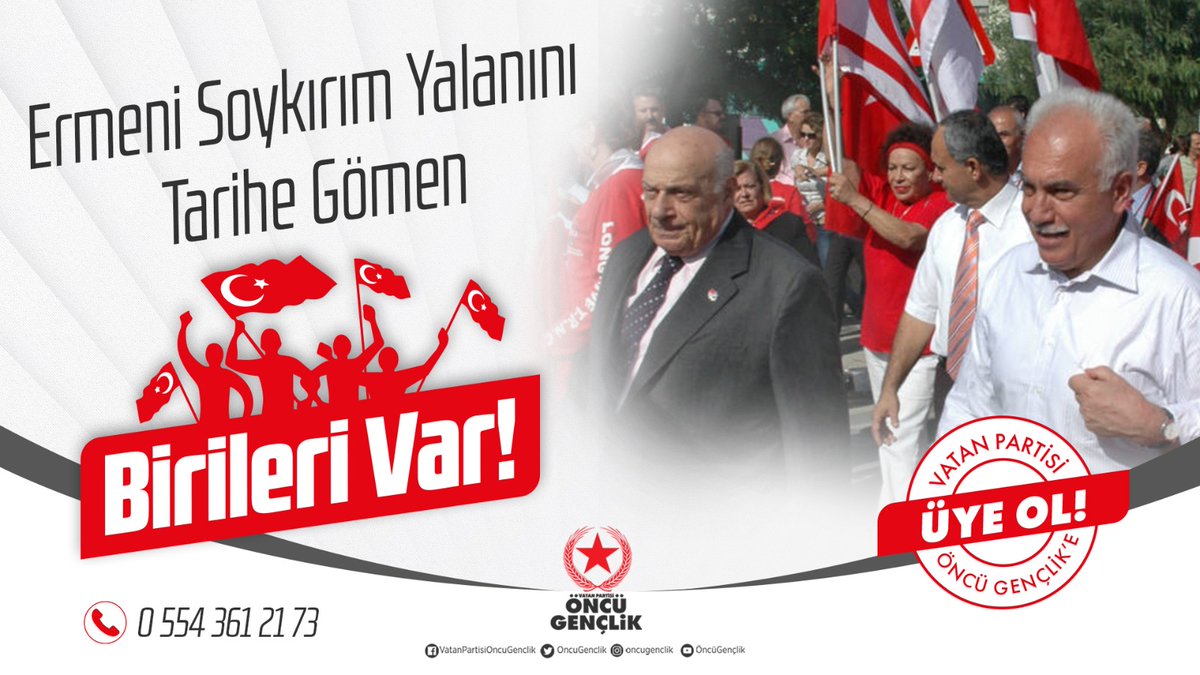 Ermeni Soykırım Yalanını
Tarihe Gömen
Birileri Var!
VATAN PARTİSİ
ÜYE OL!
ÖNCÜ GENÇLİK'E
VATAN PARTİSİ
ÖNCÜ
GENÇLİK
0 554 361 21 73
VatanPartisiOncuGenclik OncuGenclik oncugenclik ÖncüGençlik